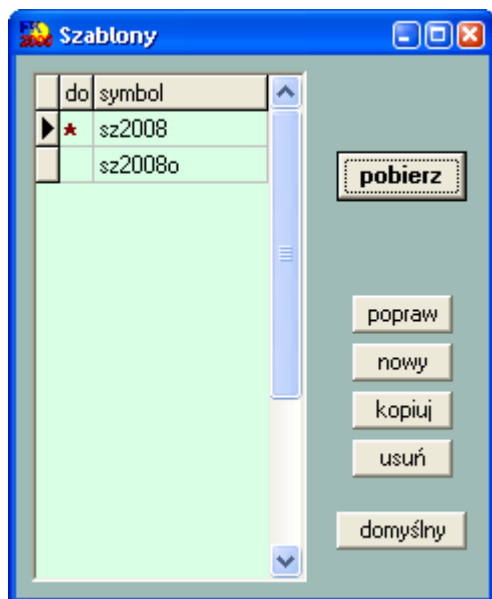 Szablony
do symbol
* sz2008
sz2008o
pobierz
popraw
nowy
kopiuj
usuń
domyślny